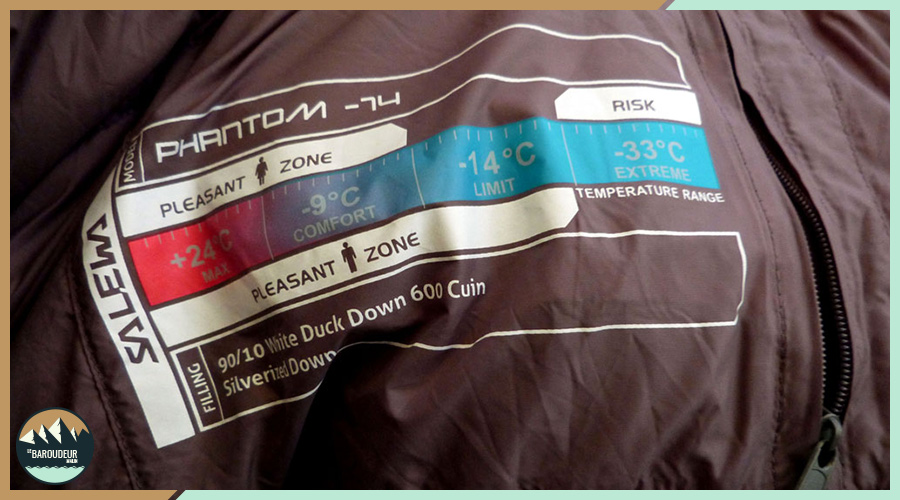 MODEL
PHANTOM -14
RISK
PLEASANT ZONE
+24°C
MAX
-9°C
COMFORT
-14°C
LIMIT
-33°C
EXTREME
TEMPERATURE RANGE
PLEASANT ZONE
SALEWA
FILLING
90/10 White Duck Down 600 Cuin
Silverized Down
LE BAROUDEUR